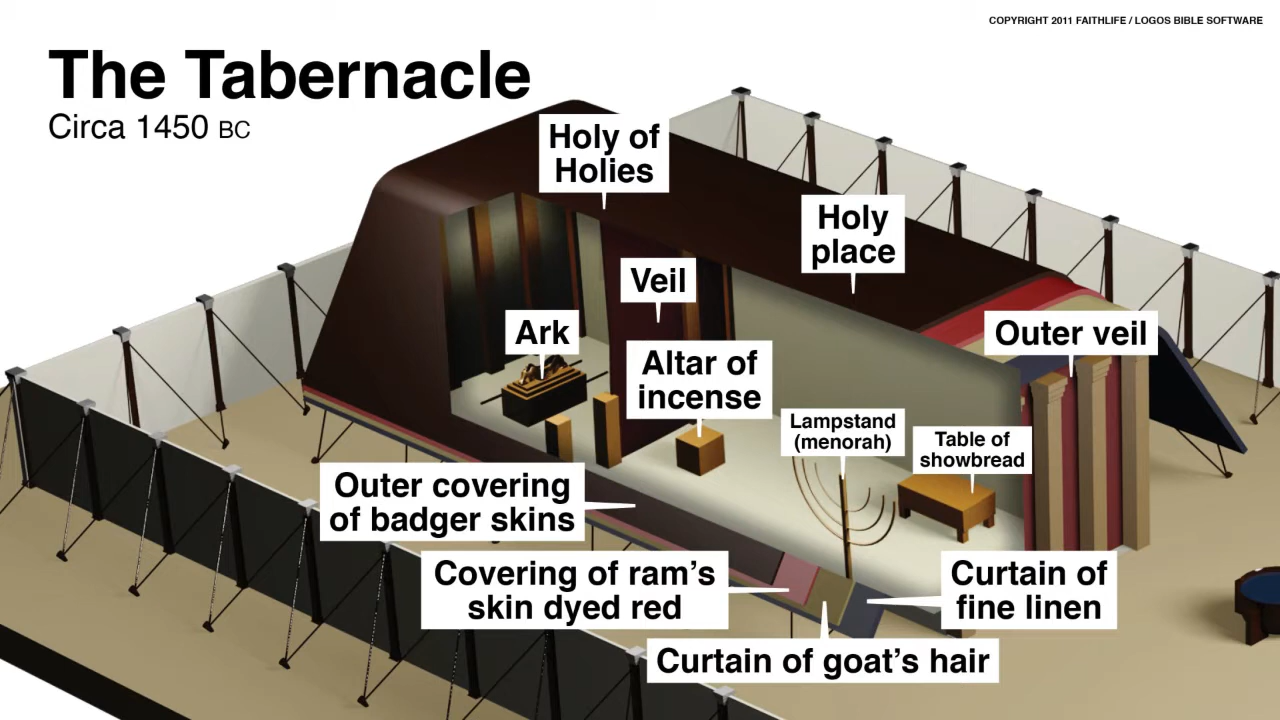 COPYRIGHT 2011 FAITHLIFE / LOGOS BIBLE SOFTWARE
The Tabernacle
Circa 1450 BC
Holy of
Holies
Holy
place
Veil
Ark
Outer veil
Altar of
incense
Lampstand
(menorah)
Table of
showbread
Outer covering
of badger skins
Covering of ram's
skin dyed red
Curtain of
fine linen
Curtain of goat's hair